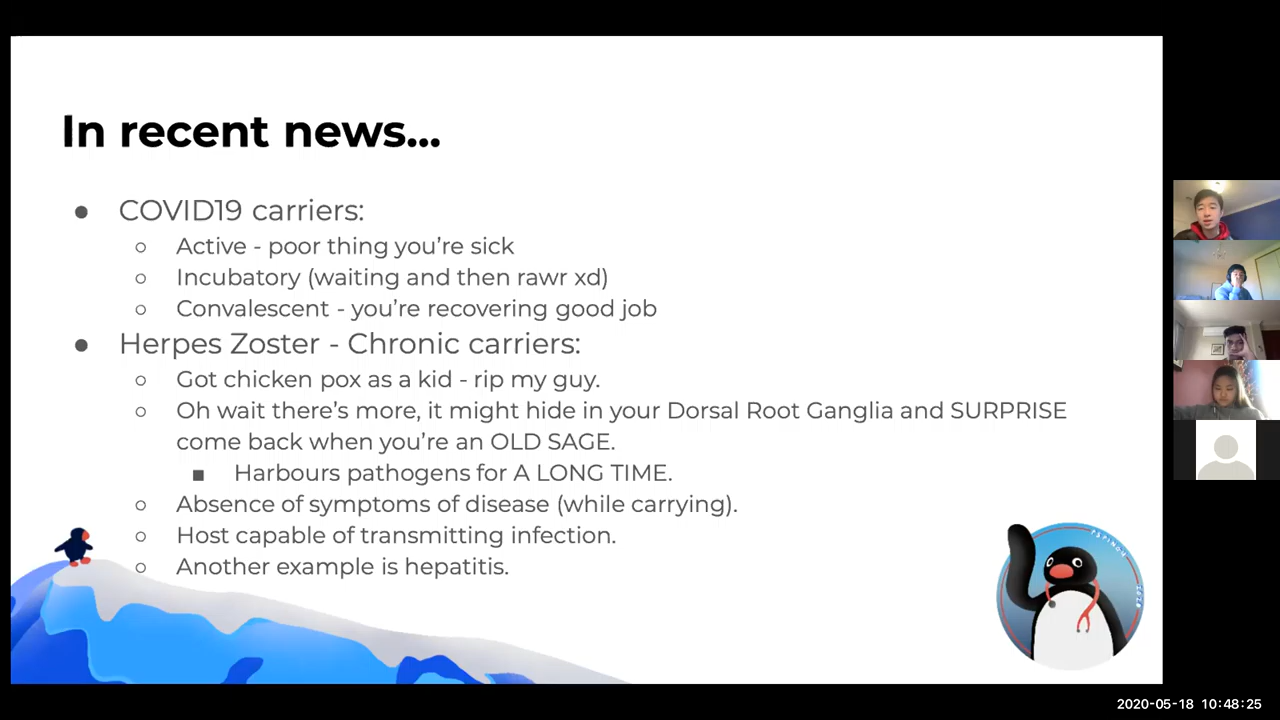 In recent news...
● COVID19 carriers:
○ Active - poor thing you're sick
○ Incubatory (waiting and then rawr xd)
○ Convalescent - you're recovering good job
● Herpes Zoster - Chronic carriers:
○ Got chicken pox as a kid - rip my guy.
○ Oh wait there's more, it might hide in your Dorsal Root Ganglia and SURPRISE
come back when you're an OLD SAGE.
■ Harbours pathogens for A LONG TIME.
○ Absence of symptoms of disease (while carrying).
○ Host capable of transmitting infection.
○ Another example is hepatitis.
2020-05-18 10:48:25